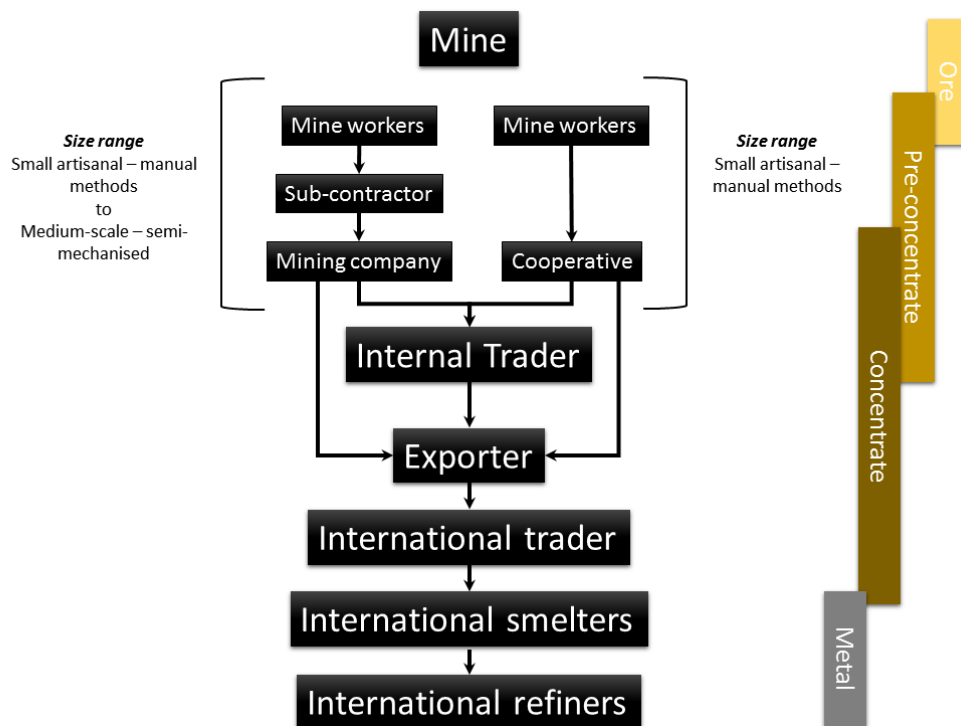 Mine
Mine workers
Mine workers
Size range
Small artisanal – manual
methods
to
Medium-scale – semi-
mechanised
Size range
Small artisanal –
manual methods
Sub-contractor
Mining company
Cooperative
Internal Trader
Exporter
International trader
International smelters
International refiners
Ore
Pre-concentrate
Concentrate
Metal